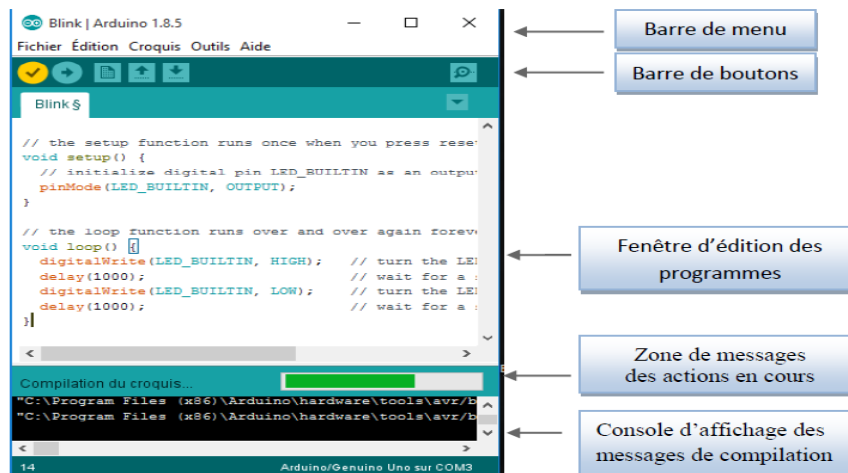 Blink | Arduino 1.8.5
Fichier Édition Croquis Outils Aide
Blink §
// the setup function runs once when you press rese
void setup() {
// initialize digital pin LED_BUILTIN as an outpu
pinMode(LED_BUILTIN, OUTPUT);
}
// the loop function runs over and over again forev
void loop() {
digitalWrite(LED_BUILTIN, HIGH); // turn the LE
delay(1000); // wait for a
digitalWrite(LED_BUILTIN, LOW); // turn the LE
delay(1000); // wait for a
}
Compilation du croquis...
"C:\Program Files (x86)\Arduino\hardware\tools\avr/b
"C:\Program Files (x86)\Arduino\hardware\tools\avr/b
14 Arduino/Genuino Uno sur COM3
Barre de menu
Barre de boutons
Fenêtre d'édition des
programmes
Zone de messages
des actions en cours
Console d'affichage des
messages de compilation